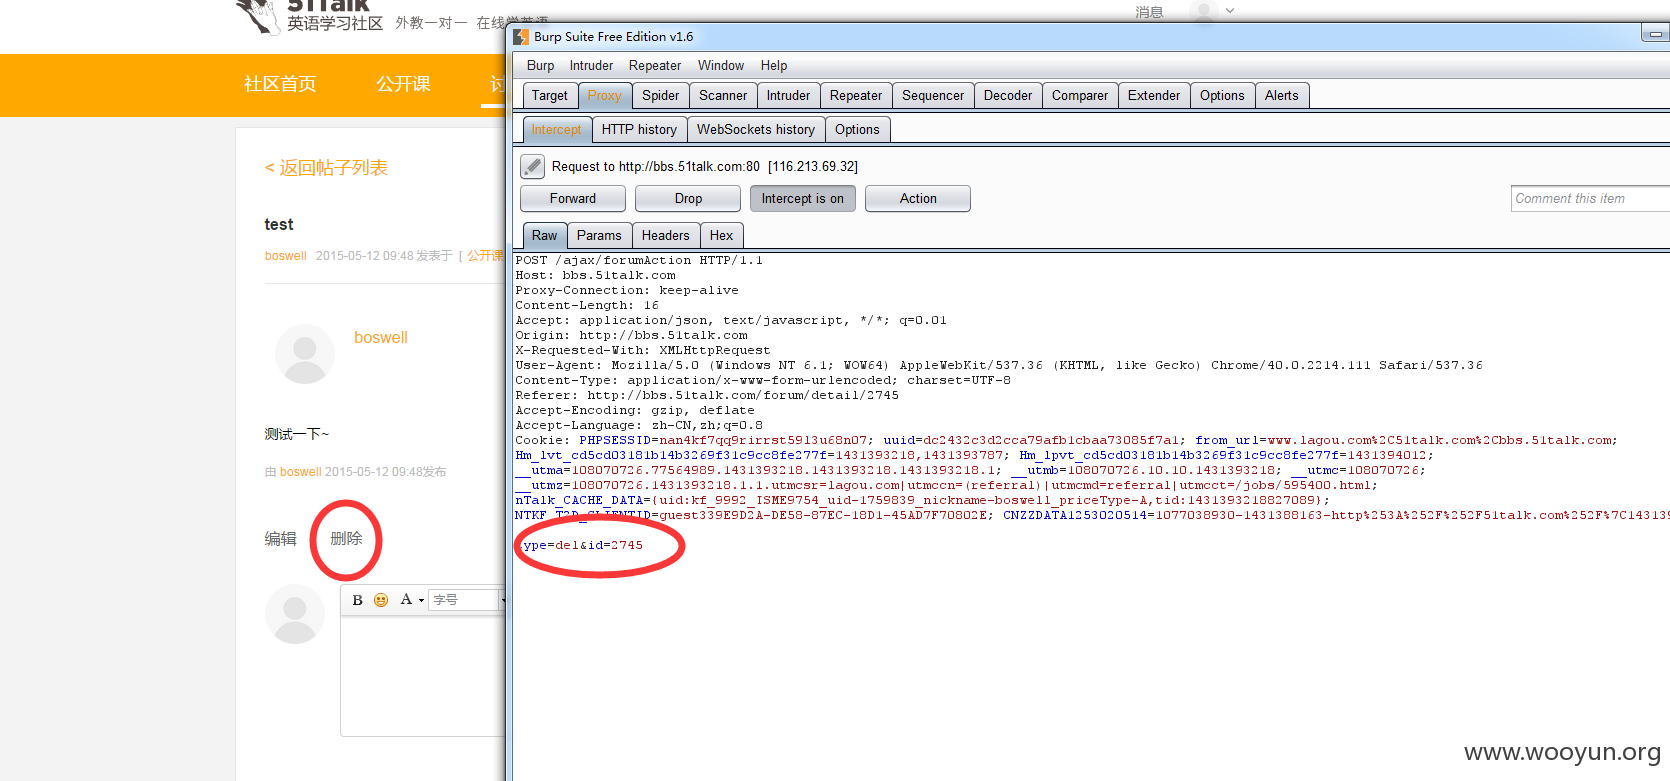 51Talk
英语学习社区 外教一对一 在线学英语
消息
社区首页 公开课 讨
< 返回帖子列表
test
boswell 2015-05-12 09:48 发表于 [ 公开课
boswell
测试一下~
由 boswell 2015-05-12 09:48发布
编辑 删除
B A 字号
Burp Suite Free Edition v1.6
Burp Intruder Repeater Window Help
Target Proxy Spider Scanner Intruder Repeater Sequencer Decoder Comparer Extender Options Alerts
Intercept HTTP history WebSockets history Options
Request to http://bbs.51talk.com:80 [116.213.69.32]
Forward Drop Intercept is on Action Comment this item
Raw Params Headers Hex
POST /ajax/forumAction HTTP/1.1
Host: bbs.51talk.com
Proxy-Connection: keep-alive
Content-Length: 16
Accept: application/json, text/javascript, */*; q=0.01
Origin: http://bbs.51talk.com
X-Requested-With: XMLHttpRequest
User-Agent: Mozilla/5.0 (Windows NT 6.1; WOW64) AppleWebKit/537.36 (KHTML, like Gecko) Chrome/40.0.2214.111 Safari/537.36
Content-Type: application/x-www-form-urlencoded; charset=UTF-8
Referer: http://bbs.51talk.com/forum/detail/2745
Accept-Encoding: gzip, deflate
Accept-Language: zh-CN,zh;q=0.8
Cookie: PHPSESSID=nan4kf7qq9rirrst5913u68n07; uuid=dc2432c3d2cca79afb1cbaa73085f7a1; from_url=www.lagou.com%2C51talk.com%2Cbbs.51talk.com;
Hm_lvt_cd5cd03181b14b3269f31c9cc8fe277f=1431393218,1431393787; Hm_lpvt_cd5cd03181b14b3269f31c9cc8fe277f=1431394012;
__utma=108070726.77564989.1431393218.1431393218.1431393218.1; __utmb=108070726.10.10.1431393218; __utmc=108070726;
__utmz=108070726.1431393218.1.1.utmcsr=lagou.com|utmccn=(referral)|utmcmd=referral|utmcct=/jobs/595400.html;
nTalk_CACHE_DATA={uid:kf_9992_ISME9754_uid-1759839_nickname-boswell_priceType-A,tid:1431393218827089};
NTKF_T2D_CLIENTID=guest339E9D2A-DE58-87EC-18D1-45AD7F70802E; CNZZDATA1253020514=1077038930-1431388163-http%253A%252F%252F51talk.com%252F%7C143139
type=del&id=2745
www.wooyun.org